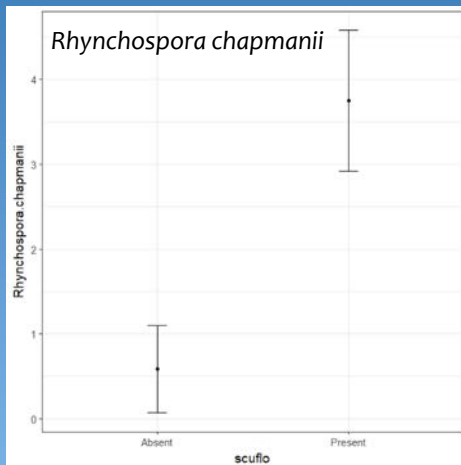 Rhynchospora chapmanii
4
3
2
1
0
Rhynchospora.chapmanii
Absent Present
scuflo